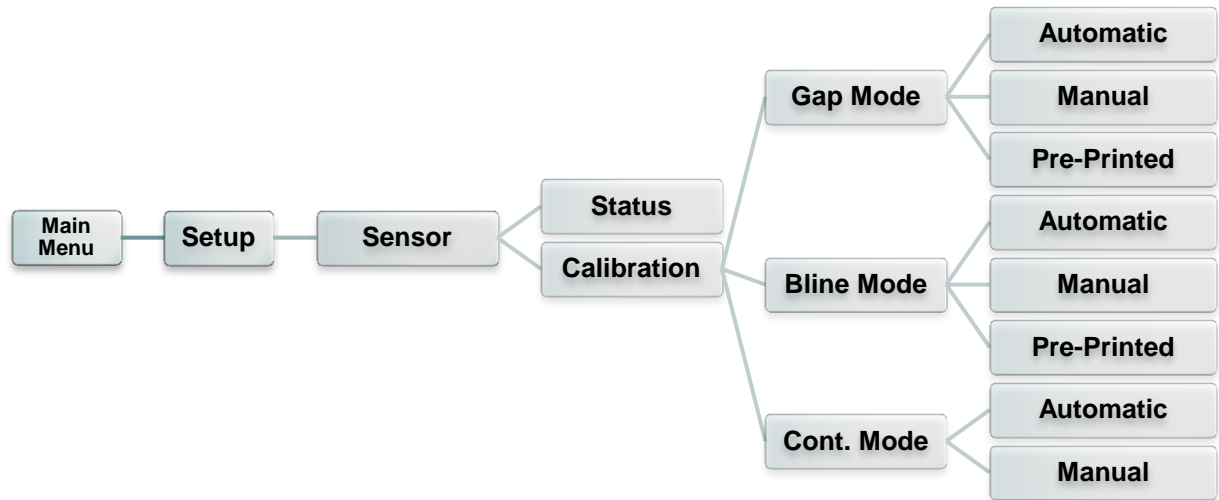 Main
Menu
Setup
Sensor
Status
Calibration
Gap Mode
Automatic
Manual
Pre-Printed
Bline Mode
Automatic
Manual
Pre-Printed
Cont. Mode
Automatic
Manual